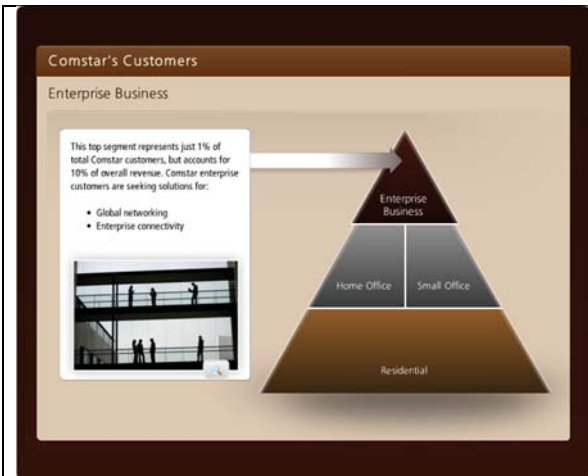 Comstar's Customers
Enterprise Business
This top segment represents just 1% of
total Comstar customers, but accounts for
10% of overall revenue. Comstar enterprise
customers are seeking solutions for:
• Global networking
• Enterprise connectivity
Enterprise
Business
Home Office
Small Office
Residential